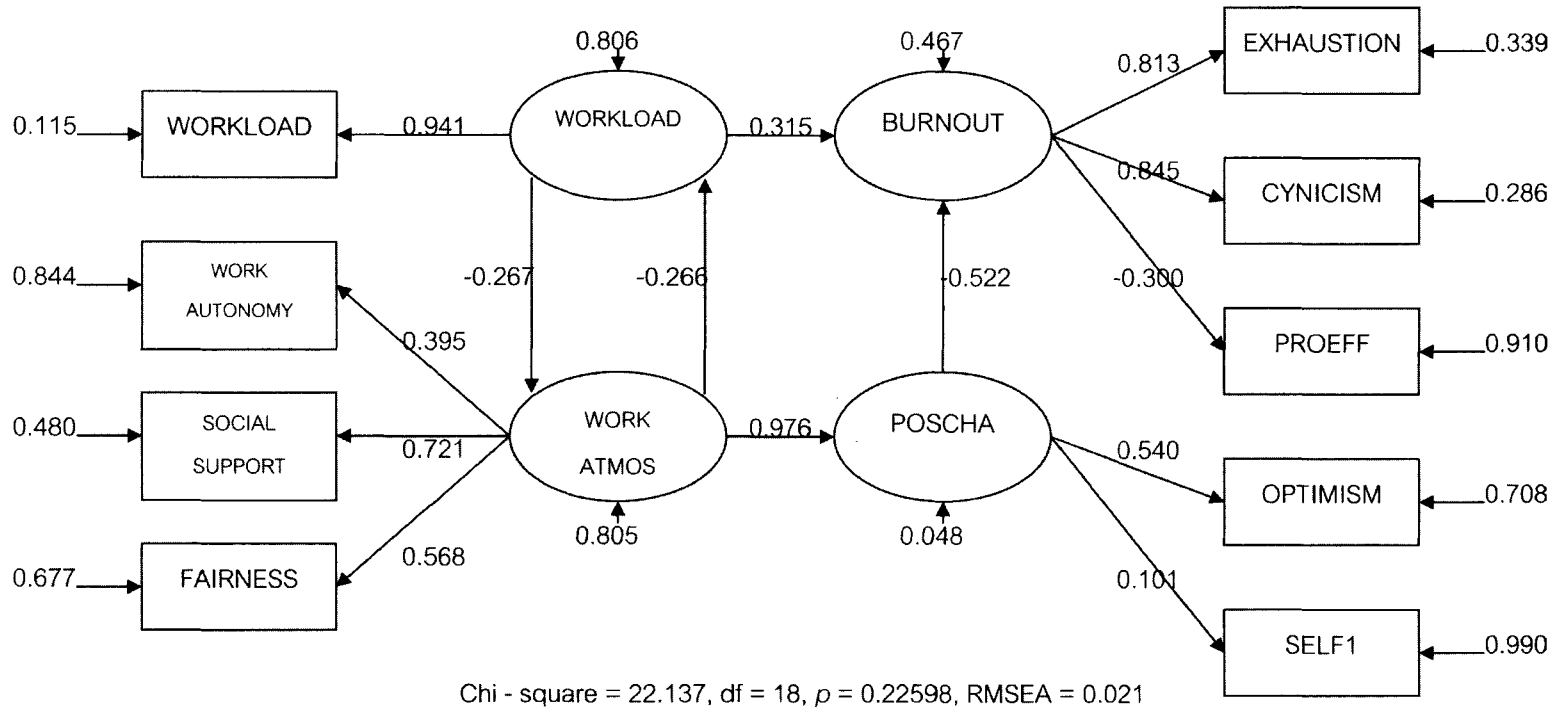 0.806
0.467
EXHAUSTION
0.339
0.813
0.115
WORKLOAD
0.941
WORKLOAD
0.315
BURNOUT
0.845
CYNICISM
0.286
0.844
WORK
AUTONOMY
-0.267
-0.266
-0.522
-0.300
0.395
PROEFF
0.910
0.480
SOCIAL
SUPPORT
0.721
WORK
ATMOS
0.976
POSCHA
0.540
OPTIMISM
0.708
0.677
FAIRNESS
0.568
0.805
0.048
0.101
SELF1
0.990
Chi - square = 22.137, df = 18, p = 0.22598, RMSEA = 0.021